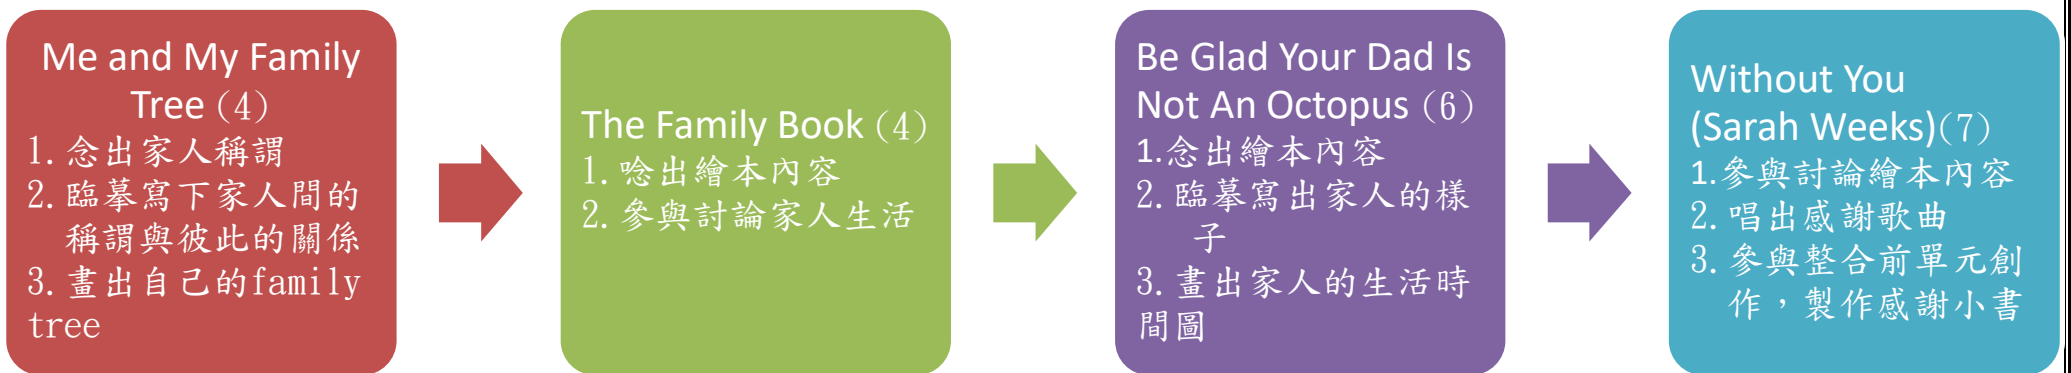 Me and My Family
Tree (4)
1. 念出家人稱謂
2. 臨摹寫下家人間的
稱謂與彼此的關係
3. 畫出自己的family
tree
The Family Book (4)
1. 唸出繪本內容
2. 參與討論家人生活
Be Glad Your Dad Is
Not An Octopus (6)
1.念出繪本內容
2. 臨摹寫出家人的樣
子
3. 畫出家人的生活時
間圖
Without You
(Sarah Weeks)(7)
1.參與討論繪本內容
2. 唱出感謝歌曲
3. 參與整合前單元創
作，製作感謝小書